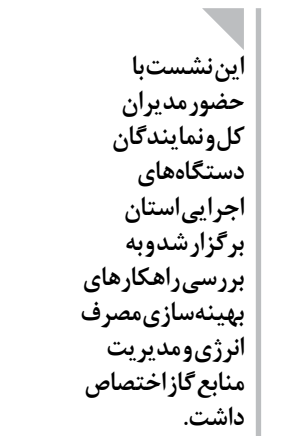 این نشست با
حضور مدیران
کل و نمایندگان
دستگاه‌های
اجرایی استان
برگزار شد و به
بررسی راهکارهای
بهینه‌سازی مصرف
انرژی و مدیریت
منابع گاز اختصاص
داشت.